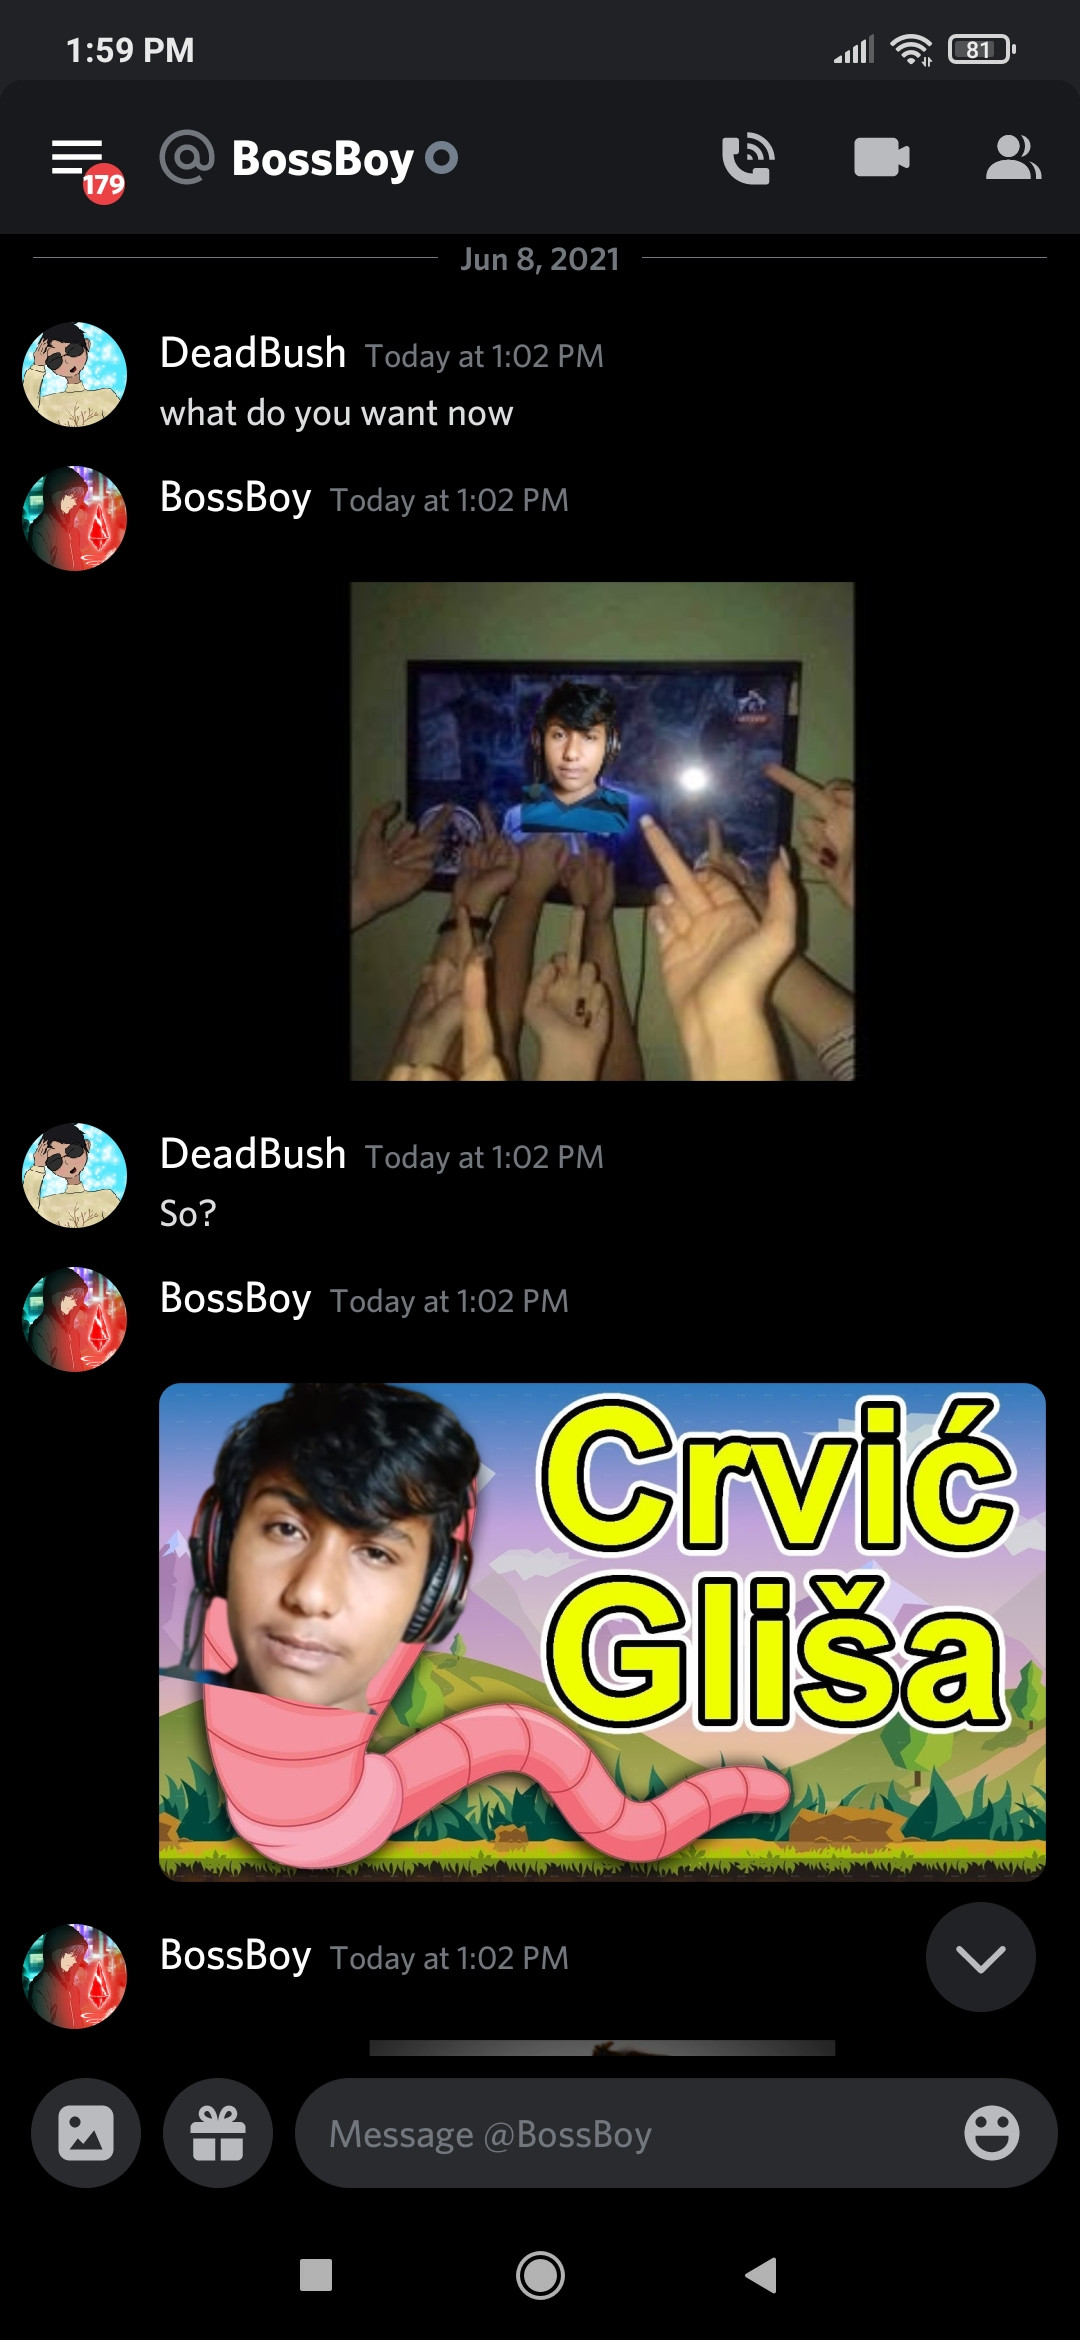 1:59 PM
81
179
BossBoy
Jun 8, 2021
DeadBush Today at 1:02 PM
what do you want now
BossBoy Today at 1:02 PM
DeadBush Today at 1:02 PM
So?
BossBoy Today at 1:02 PM
Crvić
Gliša
BossBoy Today at 1:02 PM
Message @BossBoy